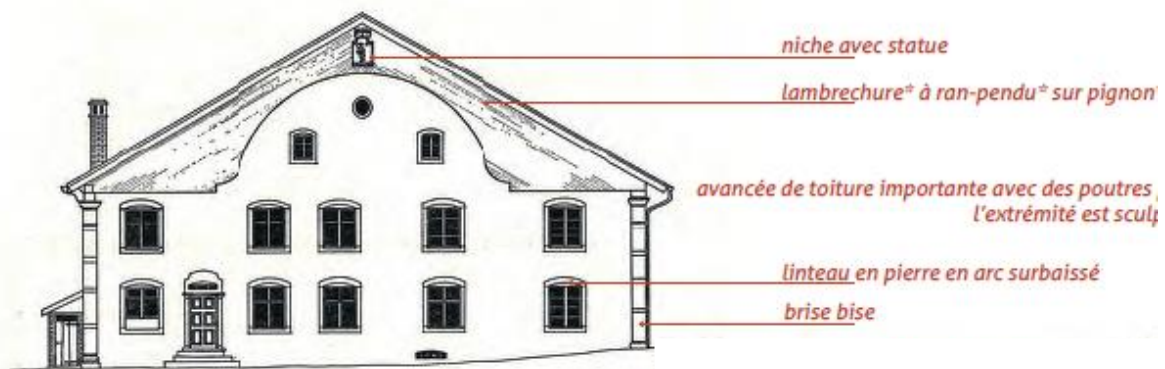 niche avec statue
lambrechure* à ran-pendu* sur pignon
avancée de toiture importante avec des poutres
l'extrémité est
linteau en pierre en arc surbaissé
brise bise